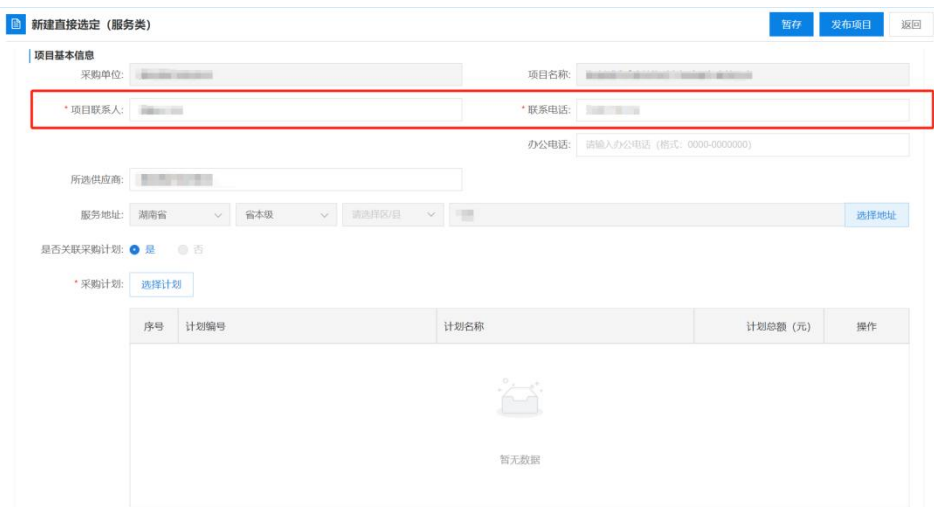 新建直接选定（服务类）
暂存 发布项目 返回
项目基本信息
采购单位: 项目名称:
* 项目联系人: * 联系电话:
办公电话: 请输入办公电话（格式：0000-0000000）
所选供应商:
服务地址: 湖南省 省本级 请选择区/县 选择地址
是否关联采购计划: 是 否
* 采购计划: 选择计划
序号 计划编号 计划名称 计划总额（元） 操作
暂无数据